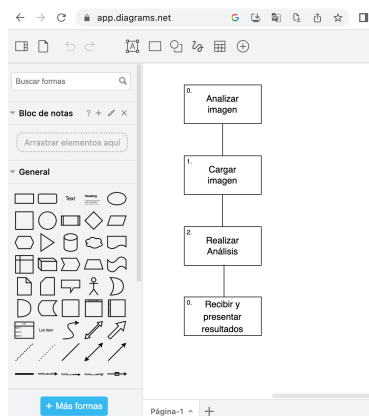 app.diagrams.net
Buscar formas
Bloc de notas
Arrastrar elementos aquí
General
Text
Heading
List Item
+ Más formas
0.
Analizar
imagen
1.
Cargar
imagen
2.
Realizar
Análisis
0.
Recibir y
presentar
resultados
Página-1